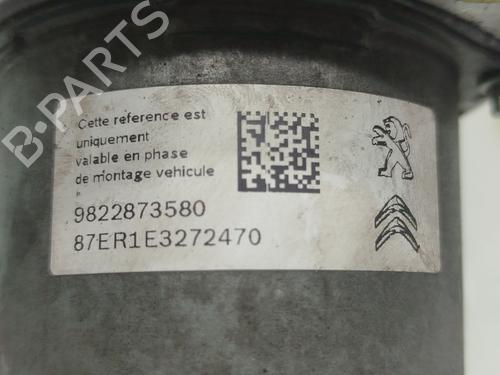 B-PARTS
Cette reference est
uniquement
valable en phase
de montage vehicule
9822873580
87ER1E3272470